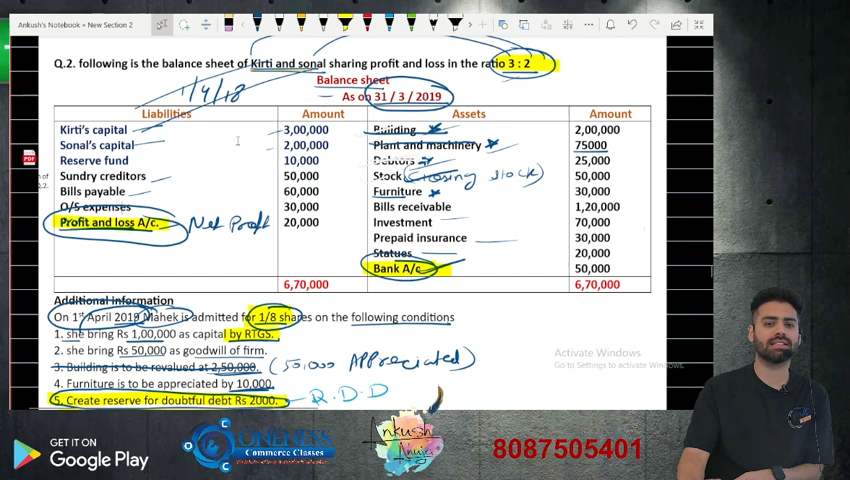 Ankush's Notebook » New Section 2
Q.2. following is the balance sheet of Kirti and sonal sharing profit and loss in the ratio 3 : 2
Balance sheet
As on 31 / 3 / 2019
1/4/18
Liabilities Amount Assets Amount
Kirti's capital 3,00,000 Building 2,00,000
Sonal's capital 2,00,000 Plant and machinery 75000
Reserve fund 10,000 Debtors 25,000
Sundry creditors 50,000 Stock (closing stock) 50,000
Bills payable 60,000 Furniture 30,000
O/S expenses 30,000 Bills receivable 1,20,000
Profit and loss A/c. Net Profit 20,000 Investment 70,000
Prepaid insurance 30,000
Statues 20,000
Bank A/c 50,000
6,70,000 6,70,000
Additional information
On 1st April 2019 Mahek is admitted for 1/8 shares on the following conditions
1. she bring Rs 1,00,000 as capital by RTGS.
2. she bring Rs 50,000 as goodwill of firm.
3. Building is to be revalued at 2,50,000. (50,000 Appreciated)
4. Furniture is to be appreciated by 10,000
5. Create reserve for doubtful debt Rs 2000. R.D.D
Activate Windows
Go to Settings to activate Windows.
PDF
GET IT ON
Google Play
ONENESS
Commerce Classes
Ankush
Ahuja
8087505401